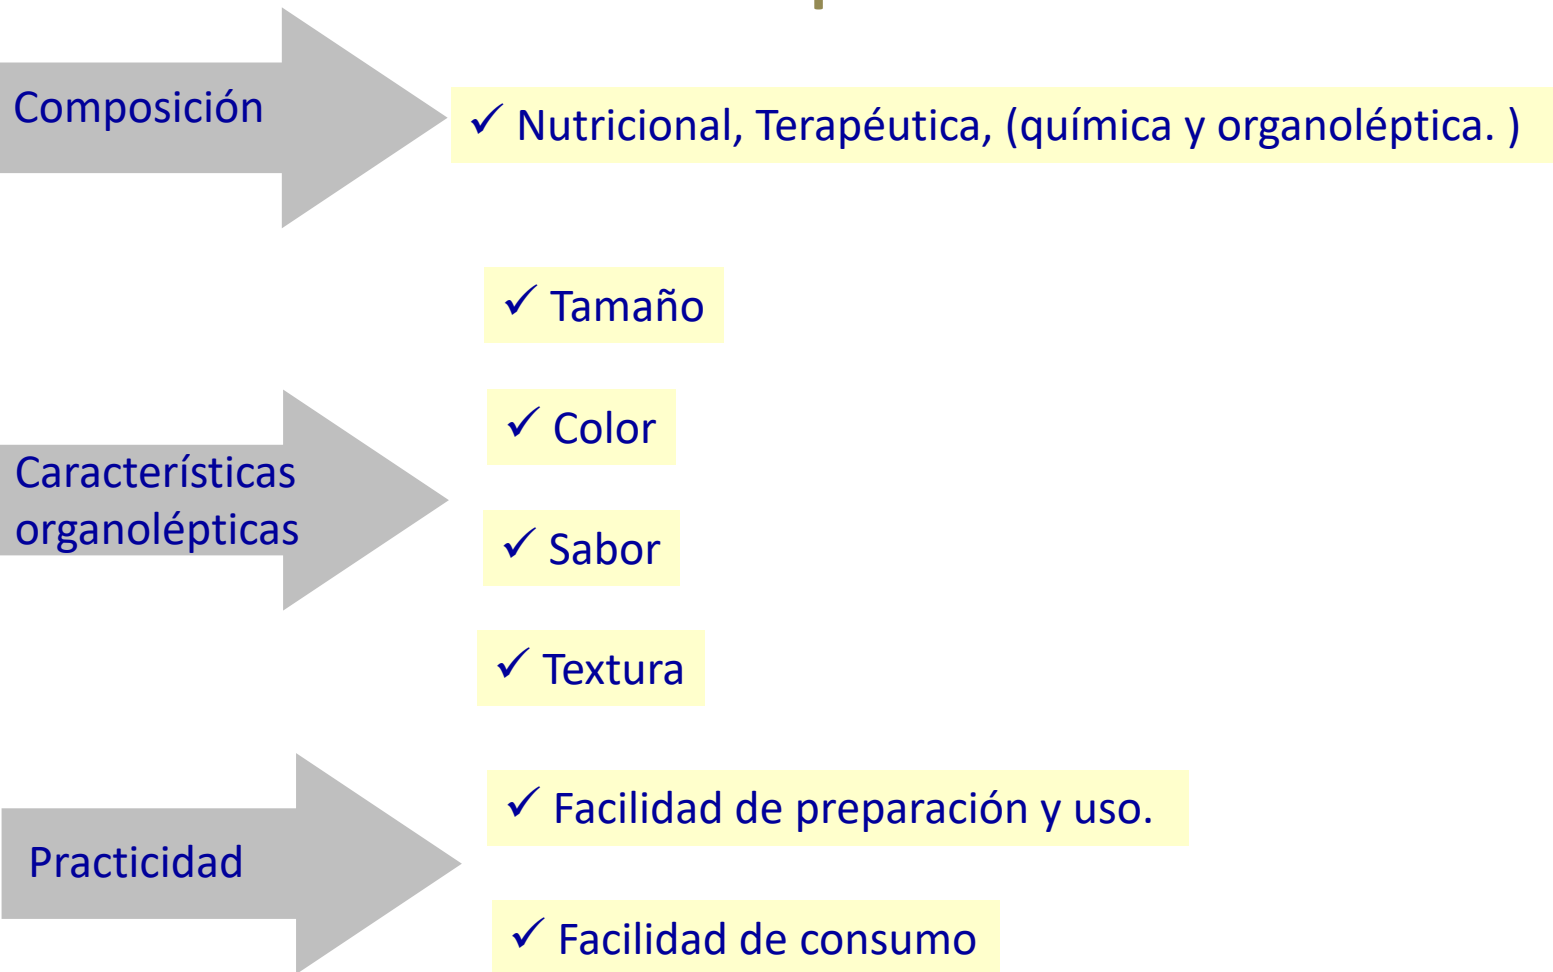 Composición
✓ Nutricional, Terapéutica, (química y organoléptica. )
✓ Tamaño
✓ Color
Características
organolépticas
✓ Sabor
✓ Textura
✓ Facilidad de preparación y uso.
Practicidad
✓ Facilidad de consumo